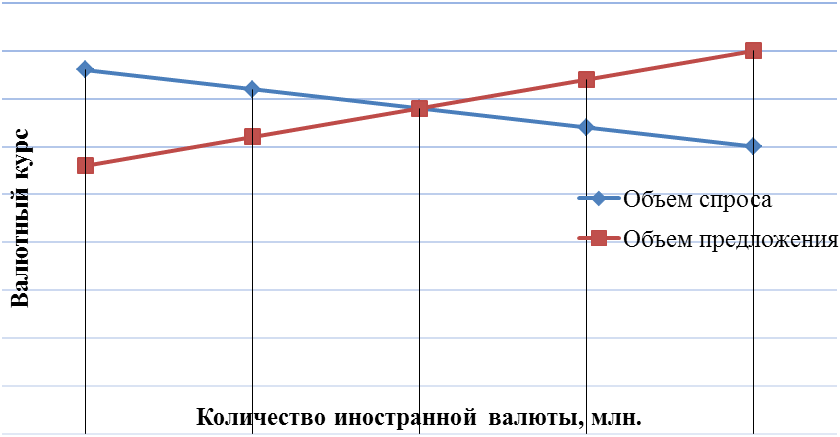 Валютный курс
Объем спроса
Объем предложения
Количество иностранной валюты, млн.